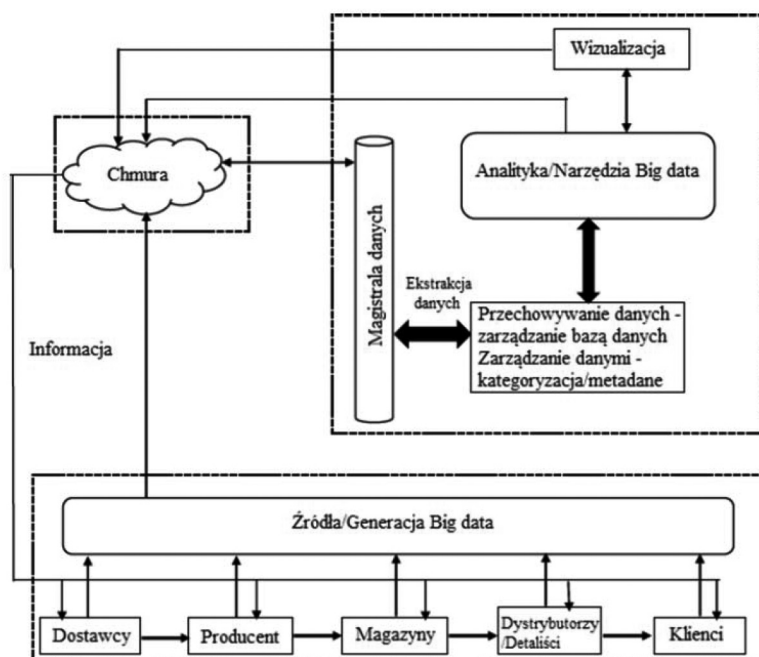 Wizualizacja
Chmura
Analityka/Narzędzia Big data
Magistrala danych
Ekstrakcja
danych
Przechowywanie danych -
zarządzanie bazą danych
Zarządzanie danymi -
kategoryzacja/metadane
Informacja
Źródła/Generacja Big data
Dostawcy
Producent
Magazyny
Dystrybutorzy
/Detaliści
Klienci